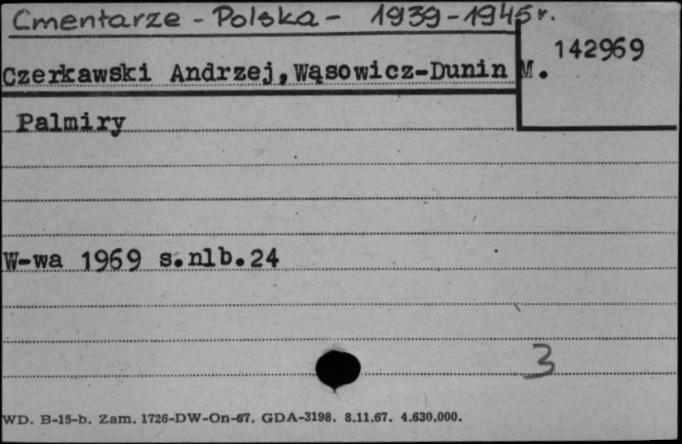 Cmentarze - Polska - 1939-1945 r.
142969
Czerkawski Andrzej, Wąsowicz-Dunin M.
Palmiry
W-wa 1969 s.nlb.24
3
WD. B-15-b. Zam. 1726-DW-On-67. GDA-3198. 8.11.67. 4.630.000.